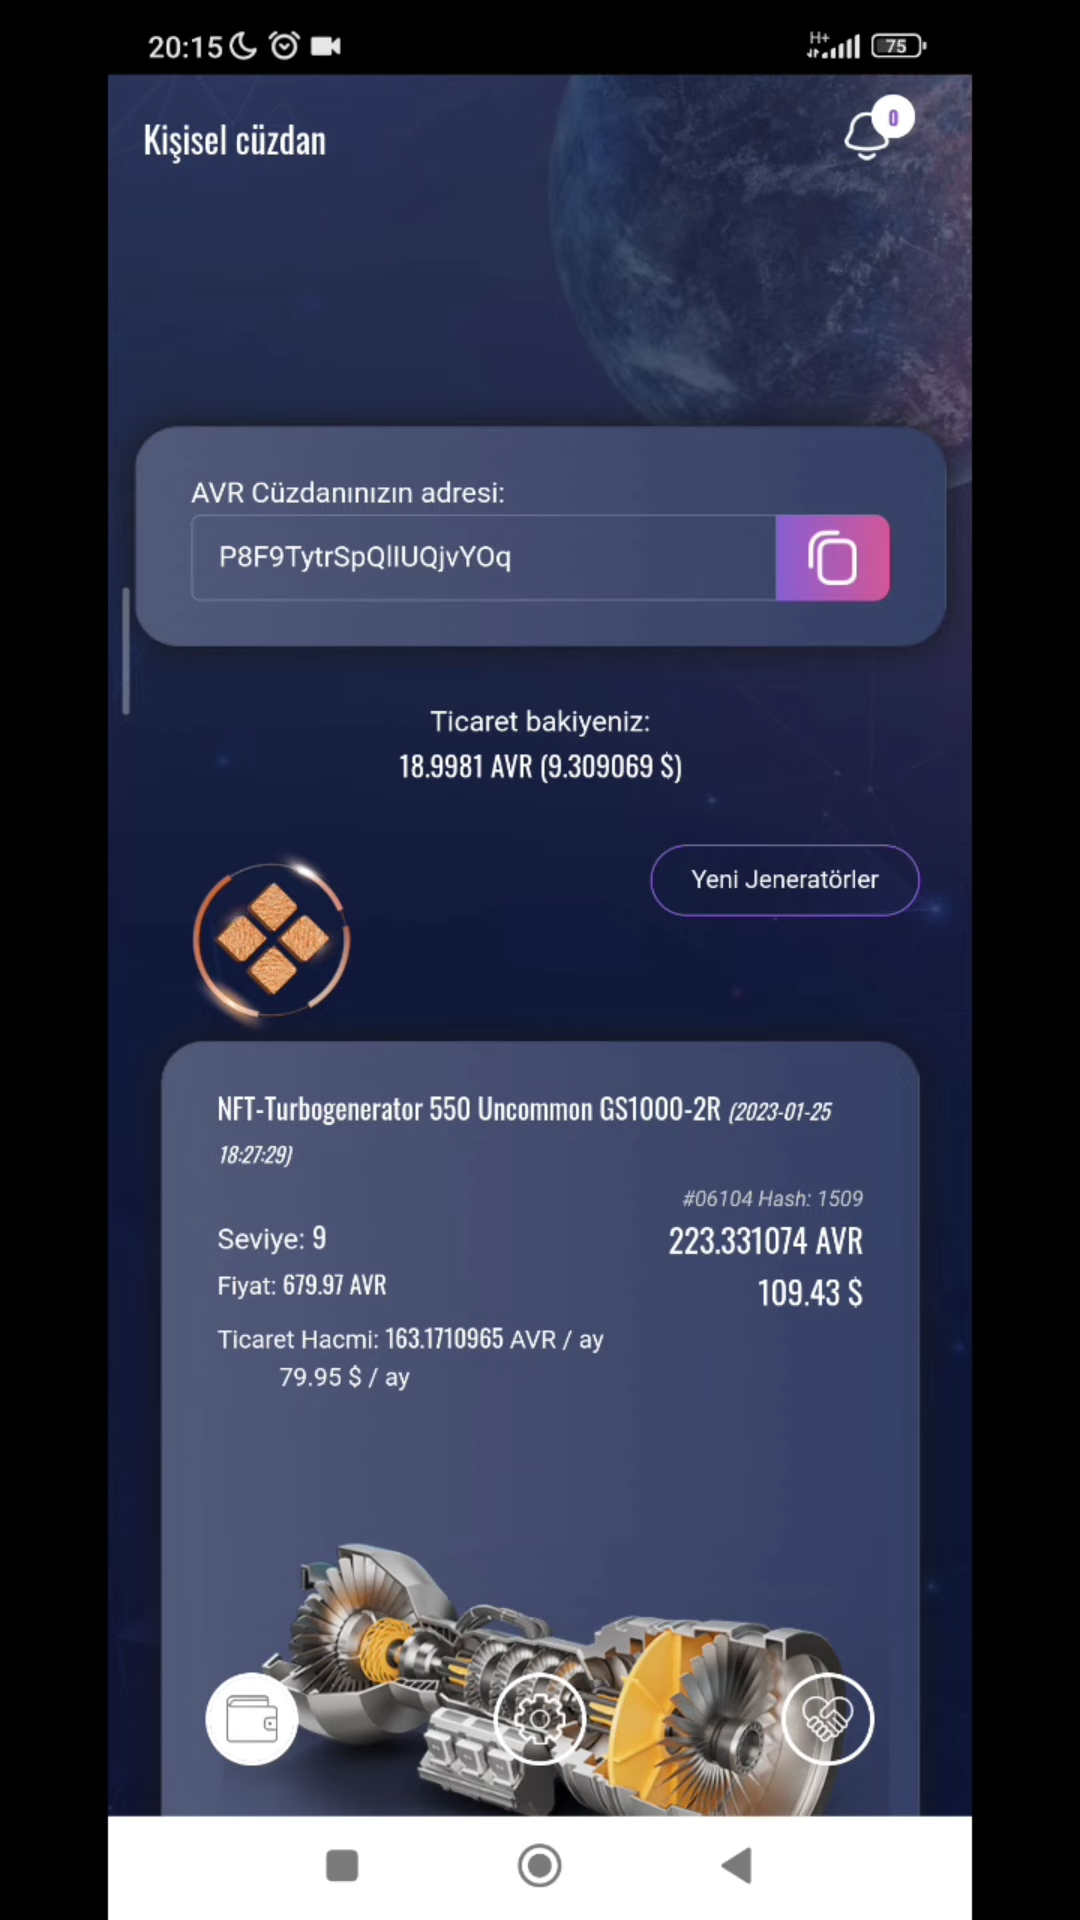 20:15
H+
75
Kişisel cüzdan
0
AVR Cüzdanınızın adresi:
P8F9TytrSpQlIUQjvYOq
Ticaret bakiyeniz:
18.9981 AVR (9.309069 $)
Yeni Jeneratörler
NFT-Turbogenerator 550 Uncommon GS1000-2R (2023-01-25
18:27:29)
#06104 Hash: 1509
Seviye: 9
223.331074 AVR
Fiyat: 679.97 AVR
109.43 $
Ticaret Hacmi: 163.1710965 AVR / ay
79.95 $ / ay